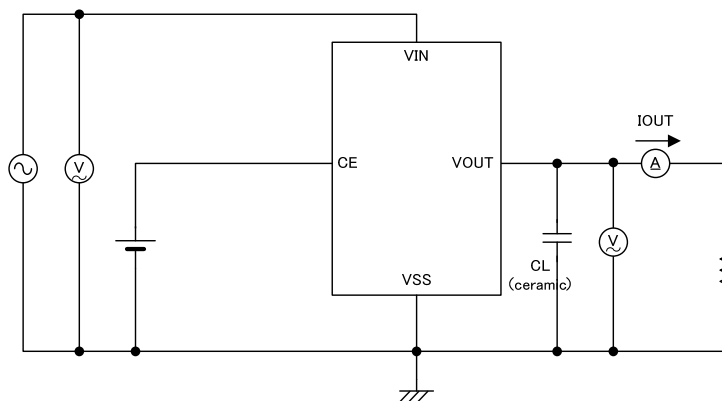 VIN
IOUT
V
CE
VOUT
A
V
CL
(ceramic)
VSS